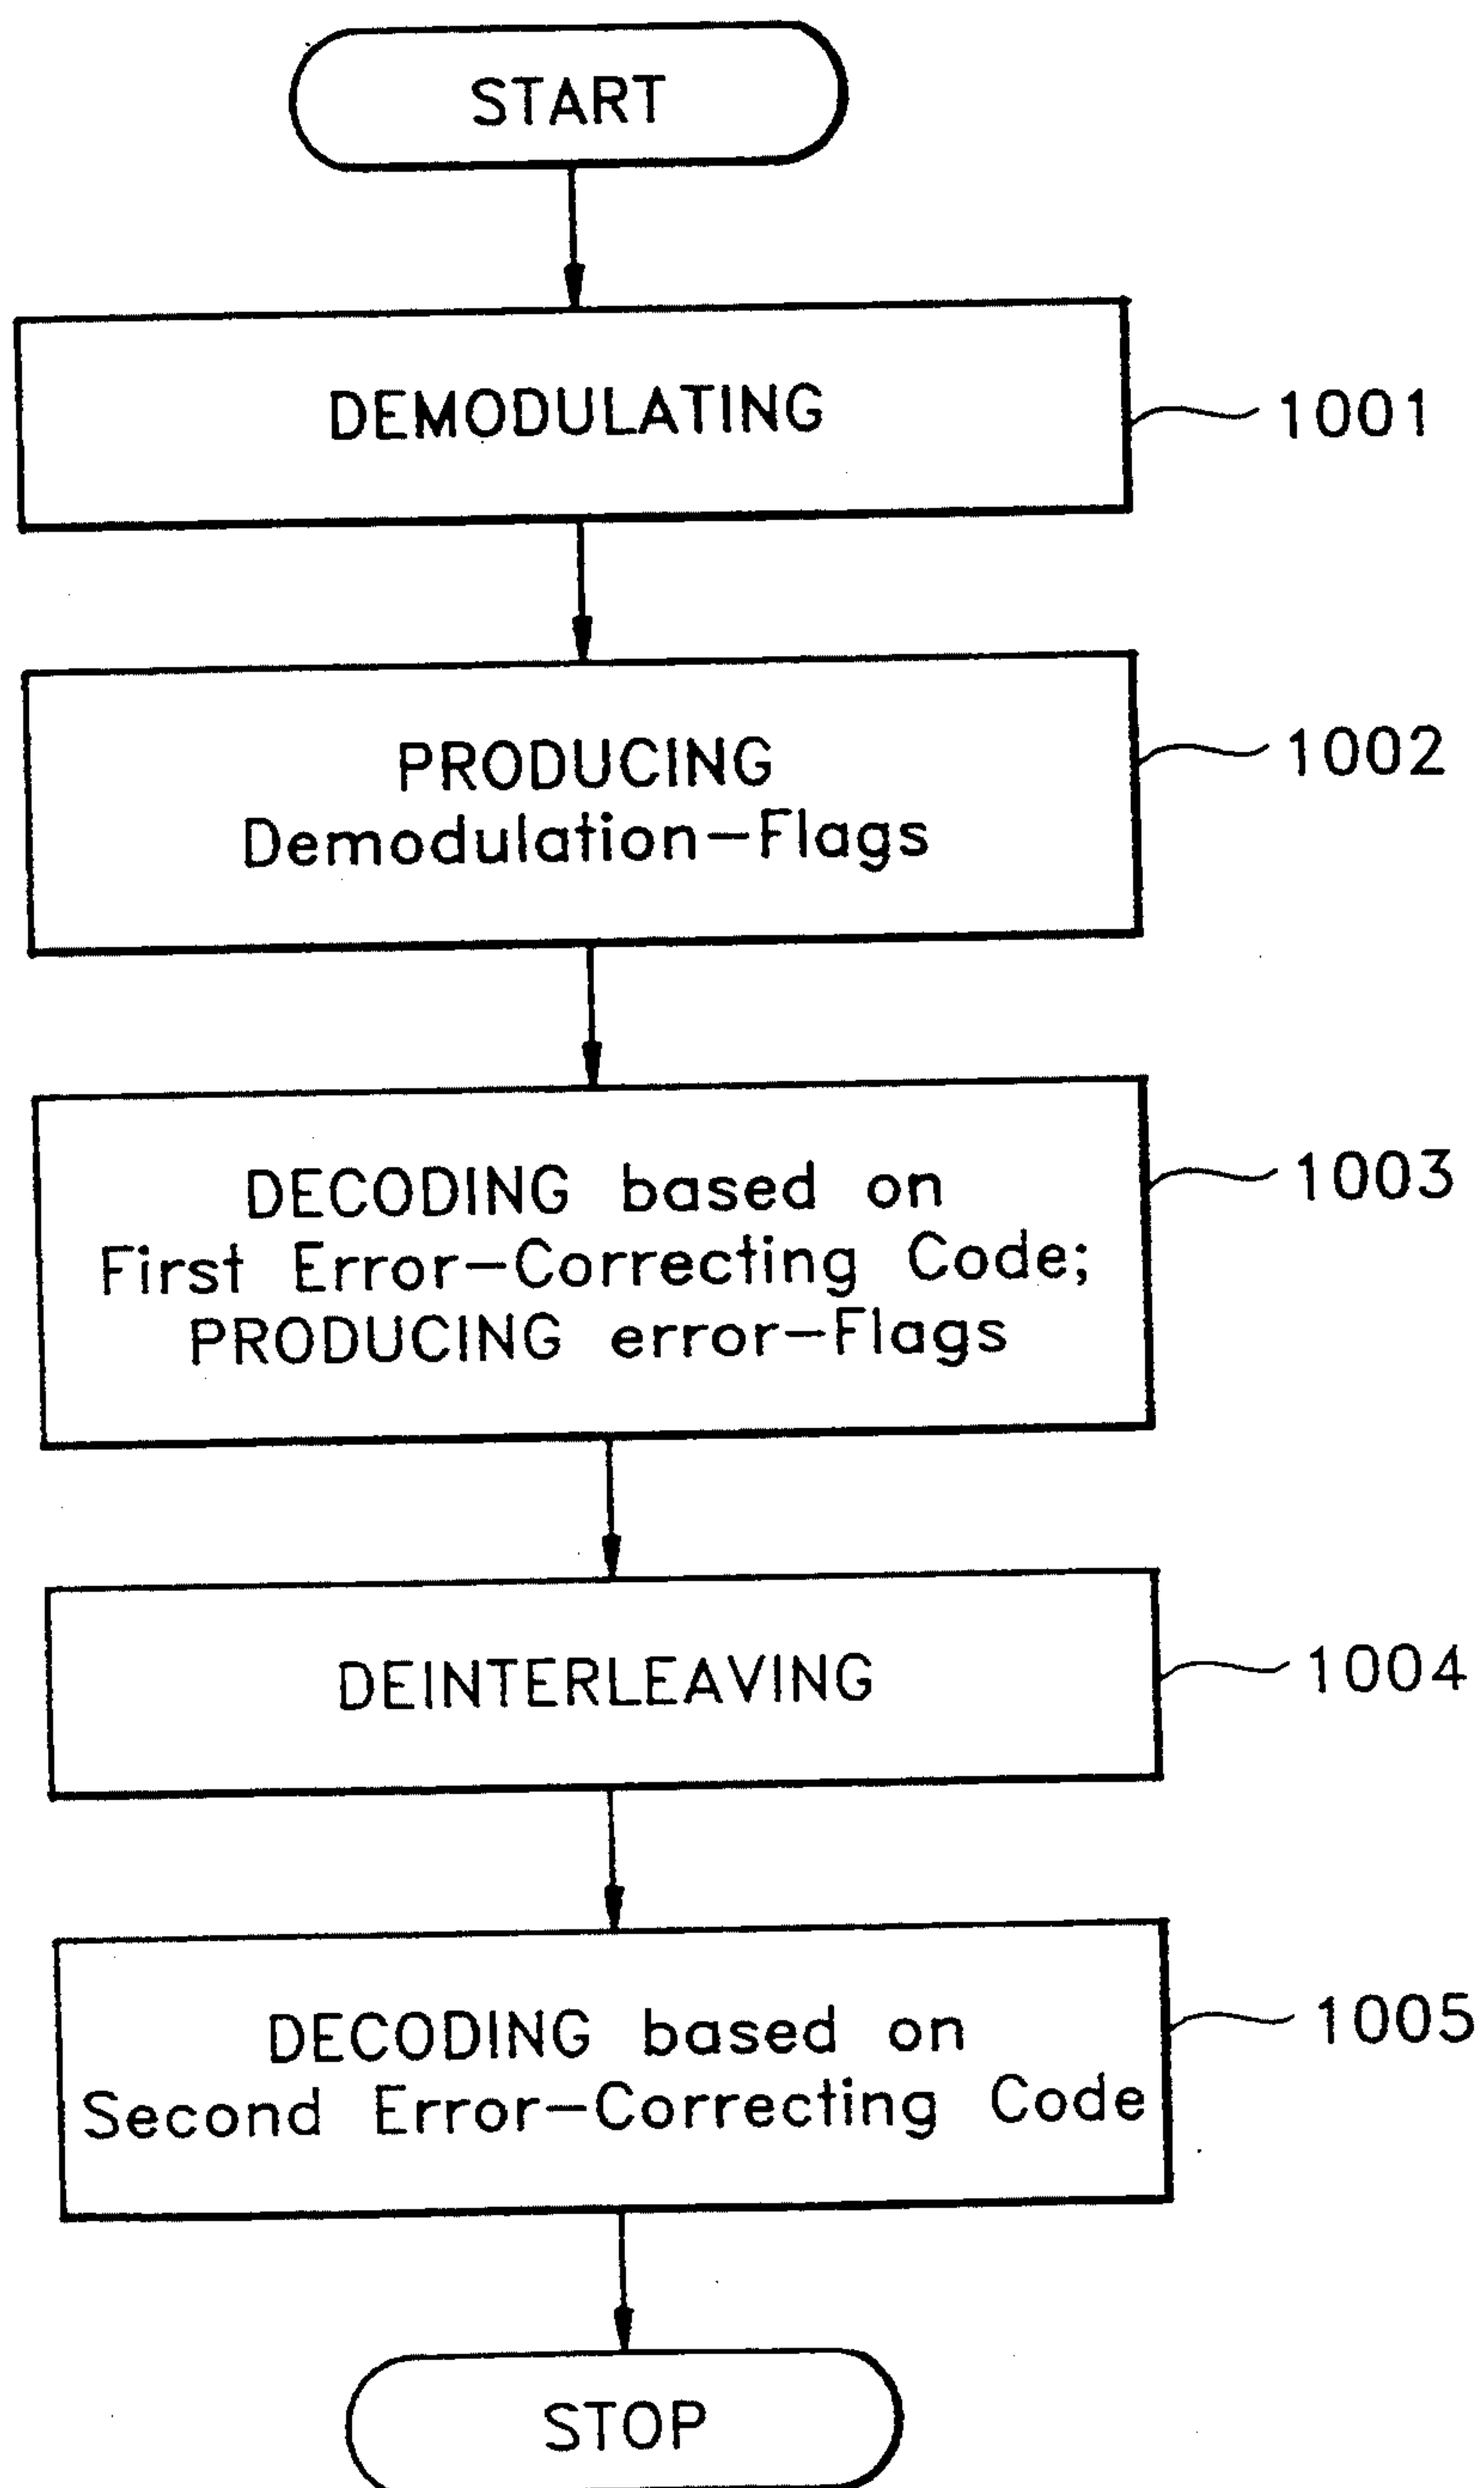 START
DEMODULATING
1001
PRODUCING
Demodulation-Flags
1002
DECODING based on
First Error-Correcting Code;
PRODUCING error-Flags
1003
DEINTERLEAVING
1004
DECODING based on
Second Error-Correcting Code
1005
STOP